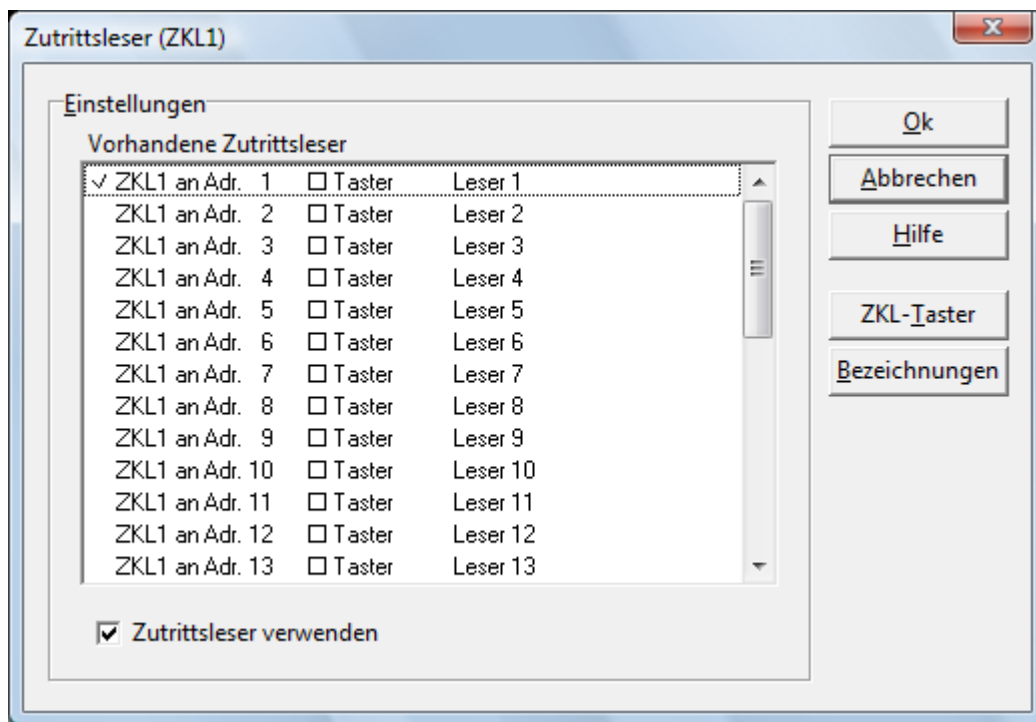 Zutrittsleser (ZKL1)
Einstellungen
Vorhandene Zutrittsleser
✓ ZKL1 an Adr. 1 ☐ Taster Leser 1
ZKL1 an Adr. 2 ☐ Taster Leser 2
ZKL1 an Adr. 3 ☐ Taster Leser 3
ZKL1 an Adr. 4 ☐ Taster Leser 4
ZKL1 an Adr. 5 ☐ Taster Leser 5
ZKL1 an Adr. 6 ☐ Taster Leser 6
ZKL1 an Adr. 7 ☐ Taster Leser 7
ZKL1 an Adr. 8 ☐ Taster Leser 8
ZKL1 an Adr. 9 ☐ Taster Leser 9
ZKL1 an Adr. 10 ☐ Taster Leser 10
ZKL1 an Adr. 11 ☐ Taster Leser 11
ZKL1 an Adr. 12 ☐ Taster Leser 12
ZKL1 an Adr. 13 ☐ Taster Leser 13
Zutrittsleser verwenden
Ok
Abbrechen
Hilfe
ZKL-Taster
Bezeichnungen